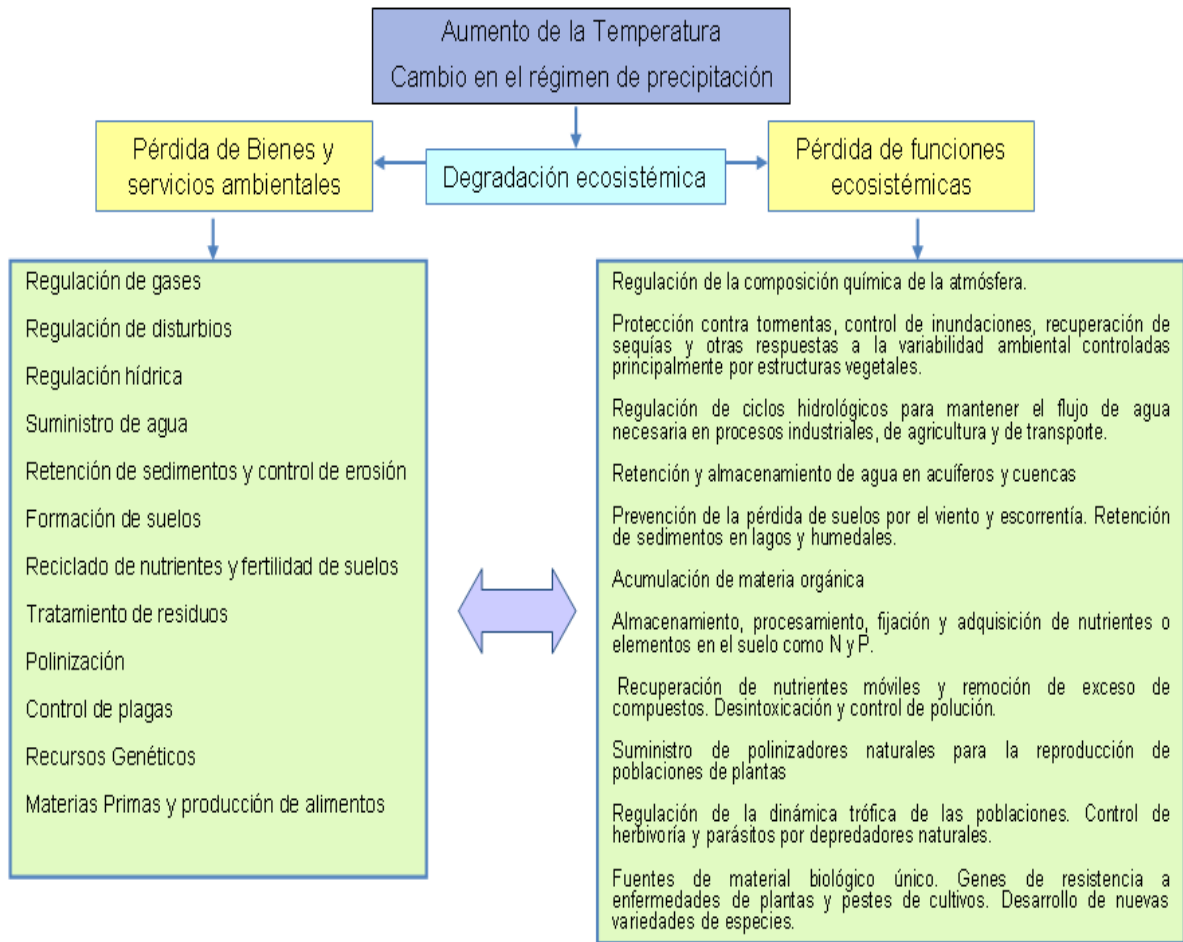 Aumento de la Temperatura
Cambio en el régimen de precipitación
Pérdida de Bienes y
servicios ambientales
Degradación ecosistémica
Pérdida de funciones
ecosistémicas
Regulación de gases
Regulación de disturbios
Regulación hídrica
Suministro de agua
Retención de sedimentos y control de erosión
Formación de suelos
Reciclado de nutrientes y fertilidad de suelos
Tratamiento de residuos
Polinización
Control de plagas
Recursos Genéticos
Materias Primas y producción de alimentos
Regulación de la composición química de la atmósfera.
Protección contra tormentas, control de inundaciones, recuperación de
sequías y otras respuestas a la variabilidad ambiental controladas
principalmente por estructuras vegetales.
Regulación de ciclos hidrológicos para mantener el flujo de agua
necesaria en procesos industriales, de agricultura y de transporte.
Retención y almacenamiento de agua en acuíferos y cuencas
Prevención de la pérdida de suelos por el viento y escorrentía. Retención
de sedimentos en lagos y humedales.
Acumulación de materia orgánica
Almacenamiento, procesamiento, fijación y adquisición de nutrientes o
elementos en el suelo como N y P.
Recuperación de nutrientes móviles y remoción de exceso de
compuestos. Desintoxicación y control de polución.
Suministro de polinizadores naturales para la reproducción de
poblaciones de plantas
Regulación de la dinámica trófica de las poblaciones. Control de
herbivoría y parásitos por depredadores naturales.
Fuentes de material biológico único. Genes de resistencia a
enfermedades de plantas y pestes de cultivos. Desarrollo de nuevas
variedades de especies.